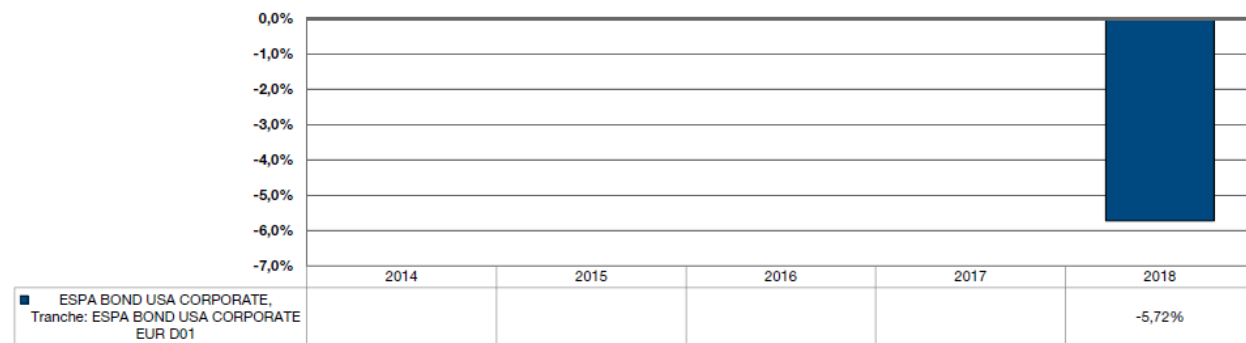 0,0%
-1,0%
-2,0%
-3,0%
-4,0%
-5,0%
-6,0%
-7,0%
2014 2015 2016 2017 2018
ESPA BOND USA CORPORATE,
Tranche: ESPA BOND USA CORPORATE
EUR D01
-5,72%